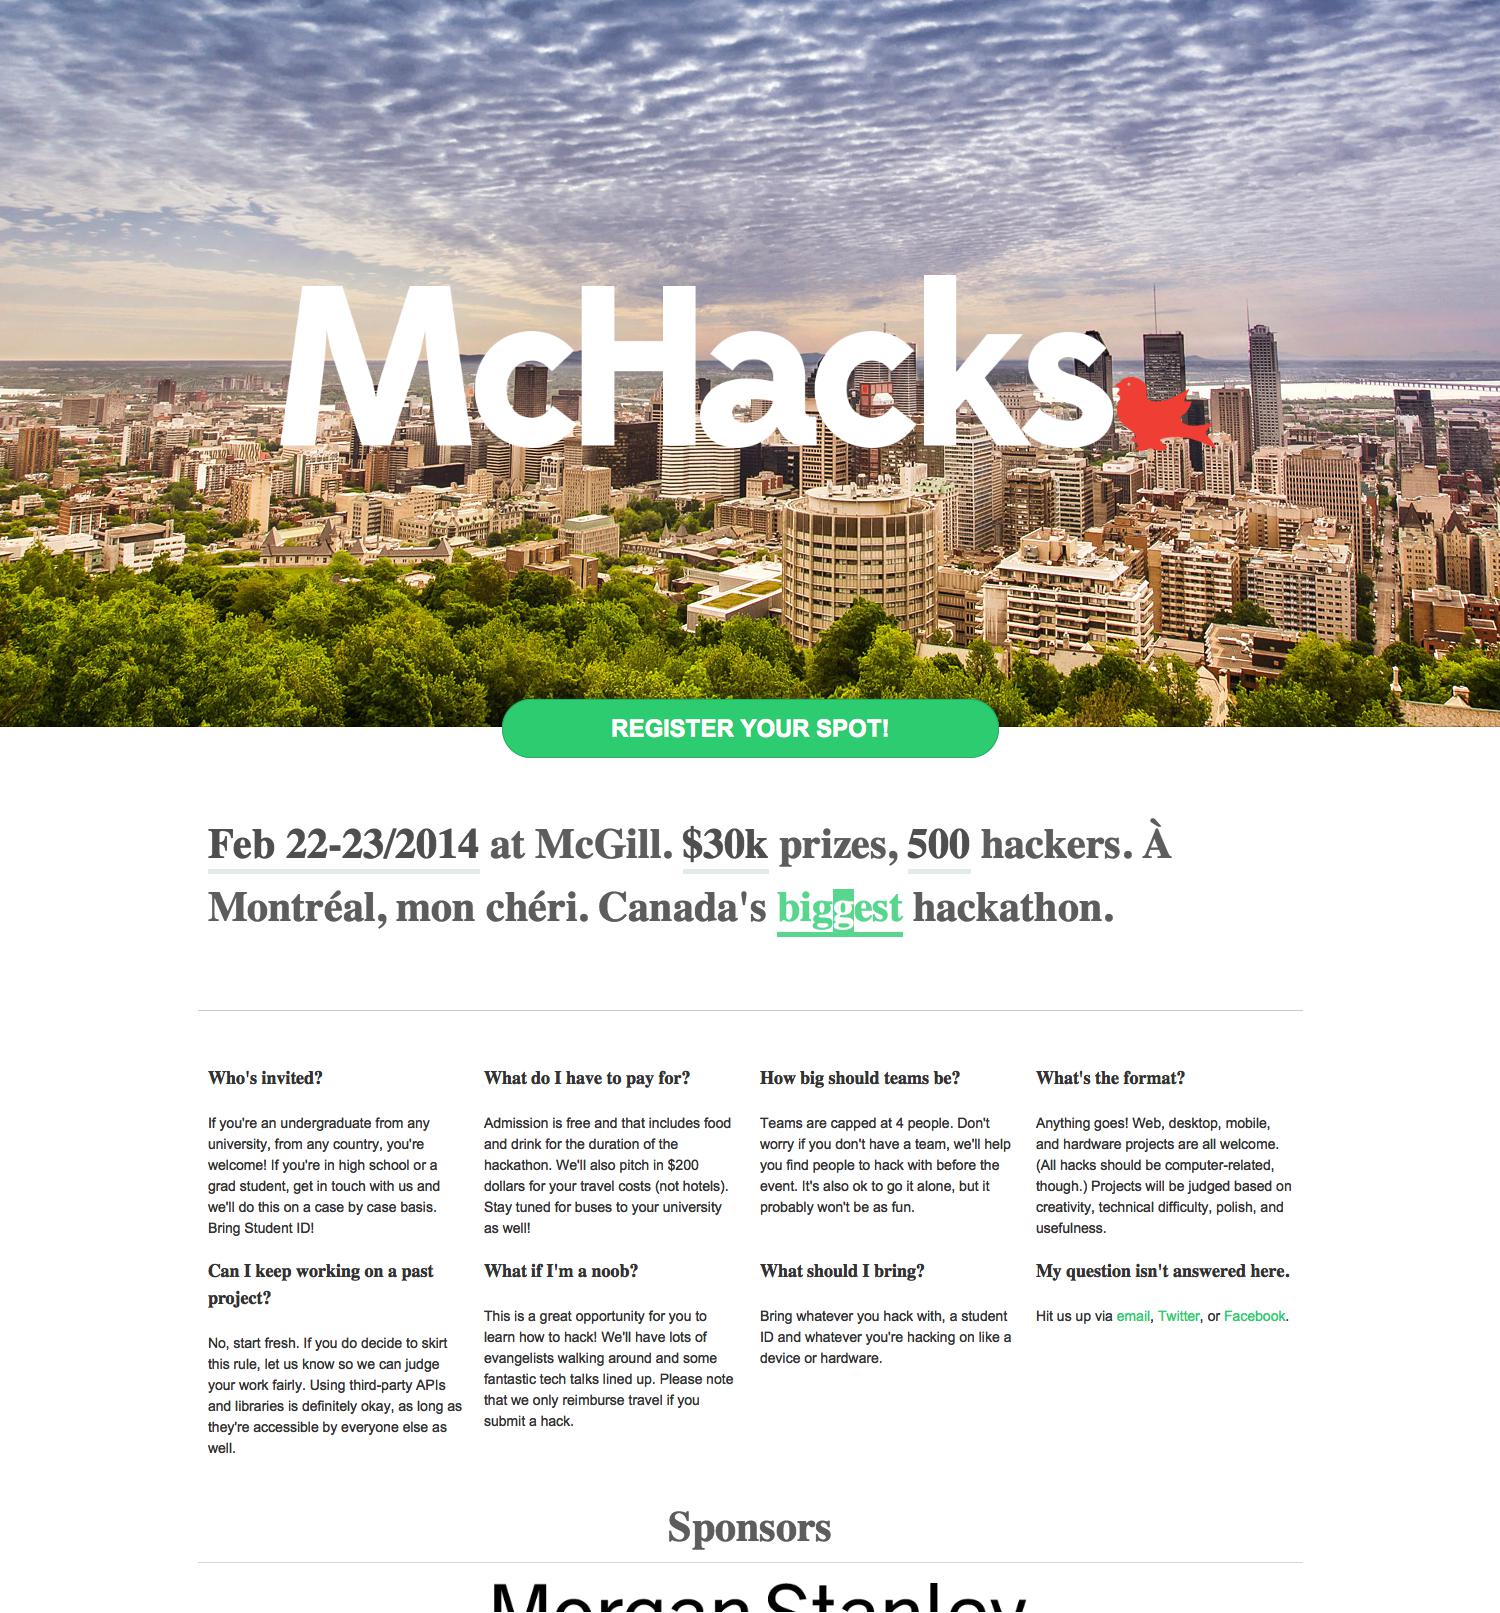 McHacks
REGISTER YOUR SPOT!
Feb 22-23/2014 at McGill. $30k prizes, 500 hackers. À
Montréal, mon chéri. Canada's biggest hackathon.
Who's invited?
If you're an undergraduate from any
university, from any country, you're
welcome! If you're in high school or a
grad student, get in touch with us and
we'll do this on a case by case basis.
Bring Student ID!
What do I have to pay for?
Admission is free and that includes food
and drink for the duration of the
hackathon. We'll also pitch in $200
dollars for your travel costs (not hotels).
Stay tuned for buses to your university
as well!
How big should teams be?
Teams are capped at 4 people. Don't
worry if you don't have a team, we'll help
you find people to hack with before the
event. It's also ok to go it alone, but it
probably won't be as fun.
What's the format?
Anything goes! Web, desktop, mobile,
and hardware projects are all welcome.
(All hacks should be computer-related,
though.) Projects will be judged based on
creativity, technical difficulty, polish, and
usefulness.
Can I keep working on a past
project?
No, start fresh. If you do decide to skirt
this rule, let us know so we can judge
your work fairly. Using third-party APIs
and libraries is definitely okay, as long as
they're accessible by everyone else as
well.
What if I'm a noob?
This is a great opportunity for you to
learn how to hack! We'll have lots of
evangelists walking around and some
fantastic tech talks lined up. Please note
that we only reimburse travel if you
submit a hack.
What should I bring?
Bring whatever you hack with, a student
ID and whatever you're hacking on like a
device or hardware.
My question isn't answered here.
Hit us up via email, Twitter, or Facebook.
Sponsors
Morgan Stanley